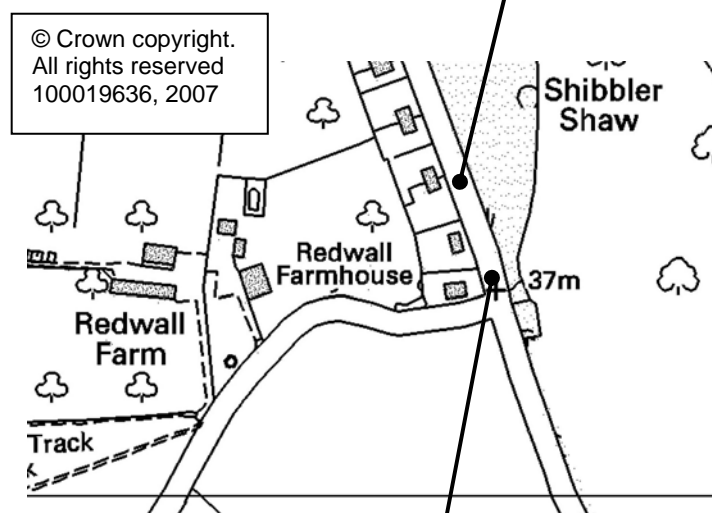 © Crown copyright.
All rights reserved
100019636, 2007
Shibbler
Shaw
Redwall
Farmhouse
37m
Redwall
Farm
Track